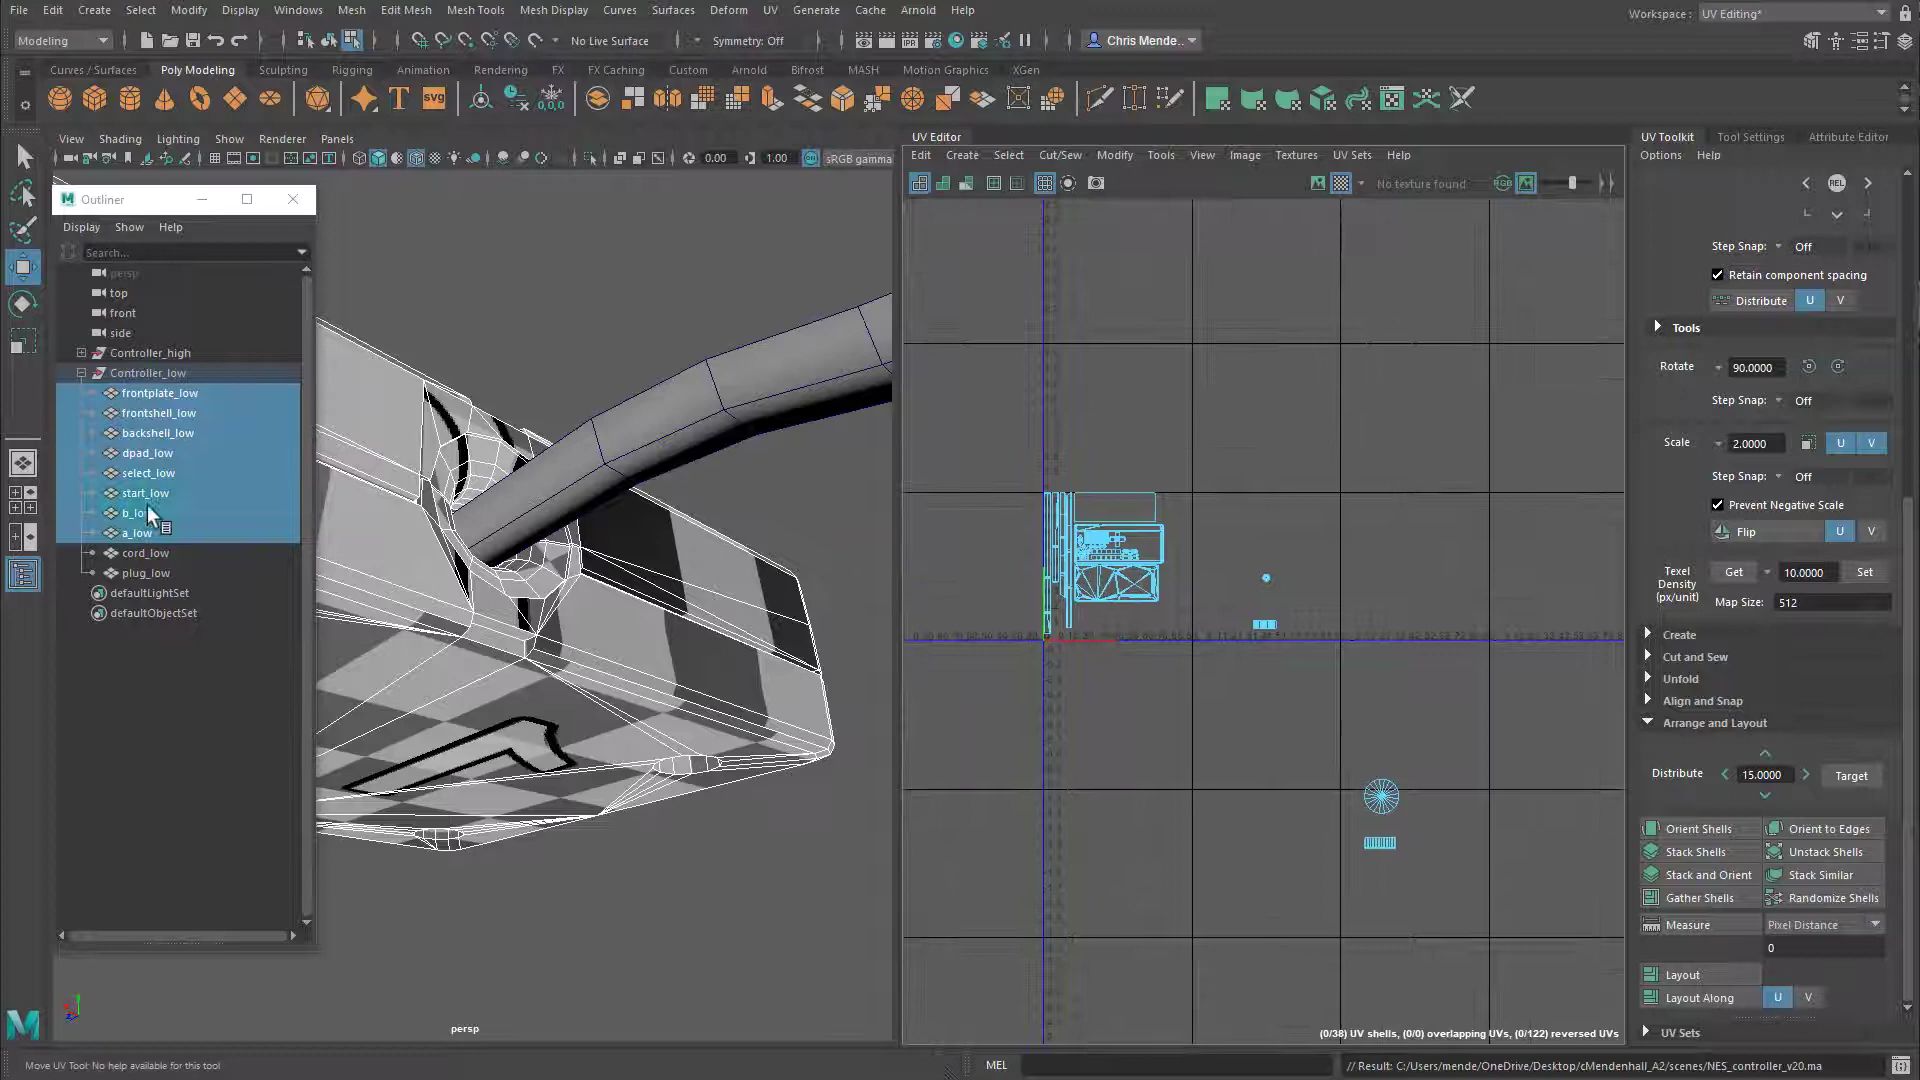 File Edit Create Select Modify Display Windows Mesh Edit Mesh Mesh Tools Mesh Display Curves Surfaces Deform UV Generate Cache Arnold Help
Workspace : UV Editing*
Modeling
No Live Surface
Symmetry: Off
Chris Mende..
Curves / Surfaces Poly Modeling Sculpting Rigging Animation Rendering FX FX Caching Custom Arnold Bifrost MASH Motion Graphics XGen
View Shading Lighting Show Renderer Panels
0.00 1.00 sRGB gamma
Outliner
Display Show Help
Search...
persp
top
front
side
Controller_high
Controller_low
frontplate_low
frontshell_low
backshell_low
dpad_low
select_low
start_low
b_lo
a_low
cord_low
plug_low
defaultLightSet
defaultObjectSet
persp
UV Editor
Edit Create Select Cut/Sew Modify Tools View Image Textures UV Sets Help
No texture found
(0/38) UV shells, (0/0) overlapping UVs, (0/122) reversed UVs
UV Toolkit Tool Settings Attribute Editor
Options Help
REL
Step Snap: Off
Retain component spacing
Distribute U V
Tools
Rotate 90.0000
Step Snap: Off
Scale 2.0000 U V
Step Snap: Off
Prevent Negative Scale
Flip U V
Texel Density (px/unit) Get 10.0000 Set
Map Size: 512
Create
Cut and Sew
Unfold
Align and Snap
Arrange and Layout
Distribute 15.0000 Target
Orient Shells Orient to Edges
Stack Shells Unstack Shells
Stack and Orient Stack Similar
Gather Shells Randomize Shells
Measure Pixel Distance
0
Layout
Layout Along U V
UV Sets
Move UV Tool: No help available for this tool
MEL
// Result: C:/Users/mende/OneDrive/Desktop/cMendenhall_A2/scenes/NES_controller_v20.ma